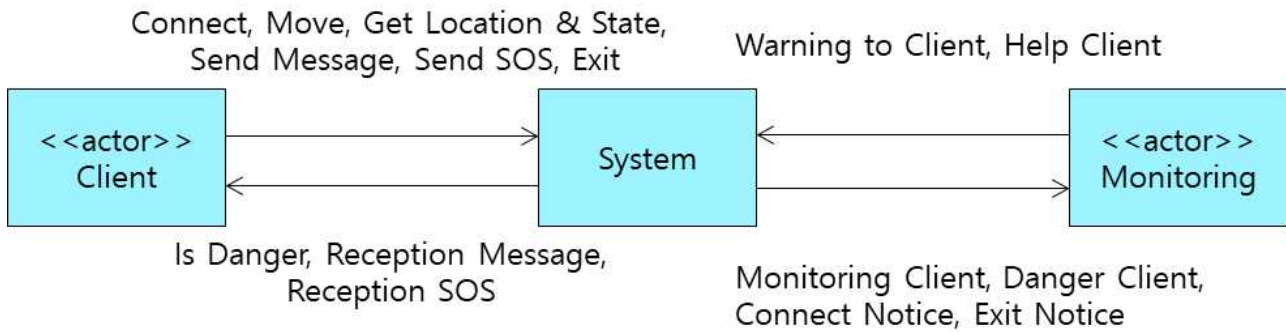 Connect, Move, Get Location & State,
Send Message, Send SOS, Exit
Warning to Client, Help Client
<<actor>>
Client
System
<<actor>>
Monitoring
Is Danger, Reception Message,
Reception SOS
Monitoring Client, Danger Client,
Connect Notice, Exit Notice